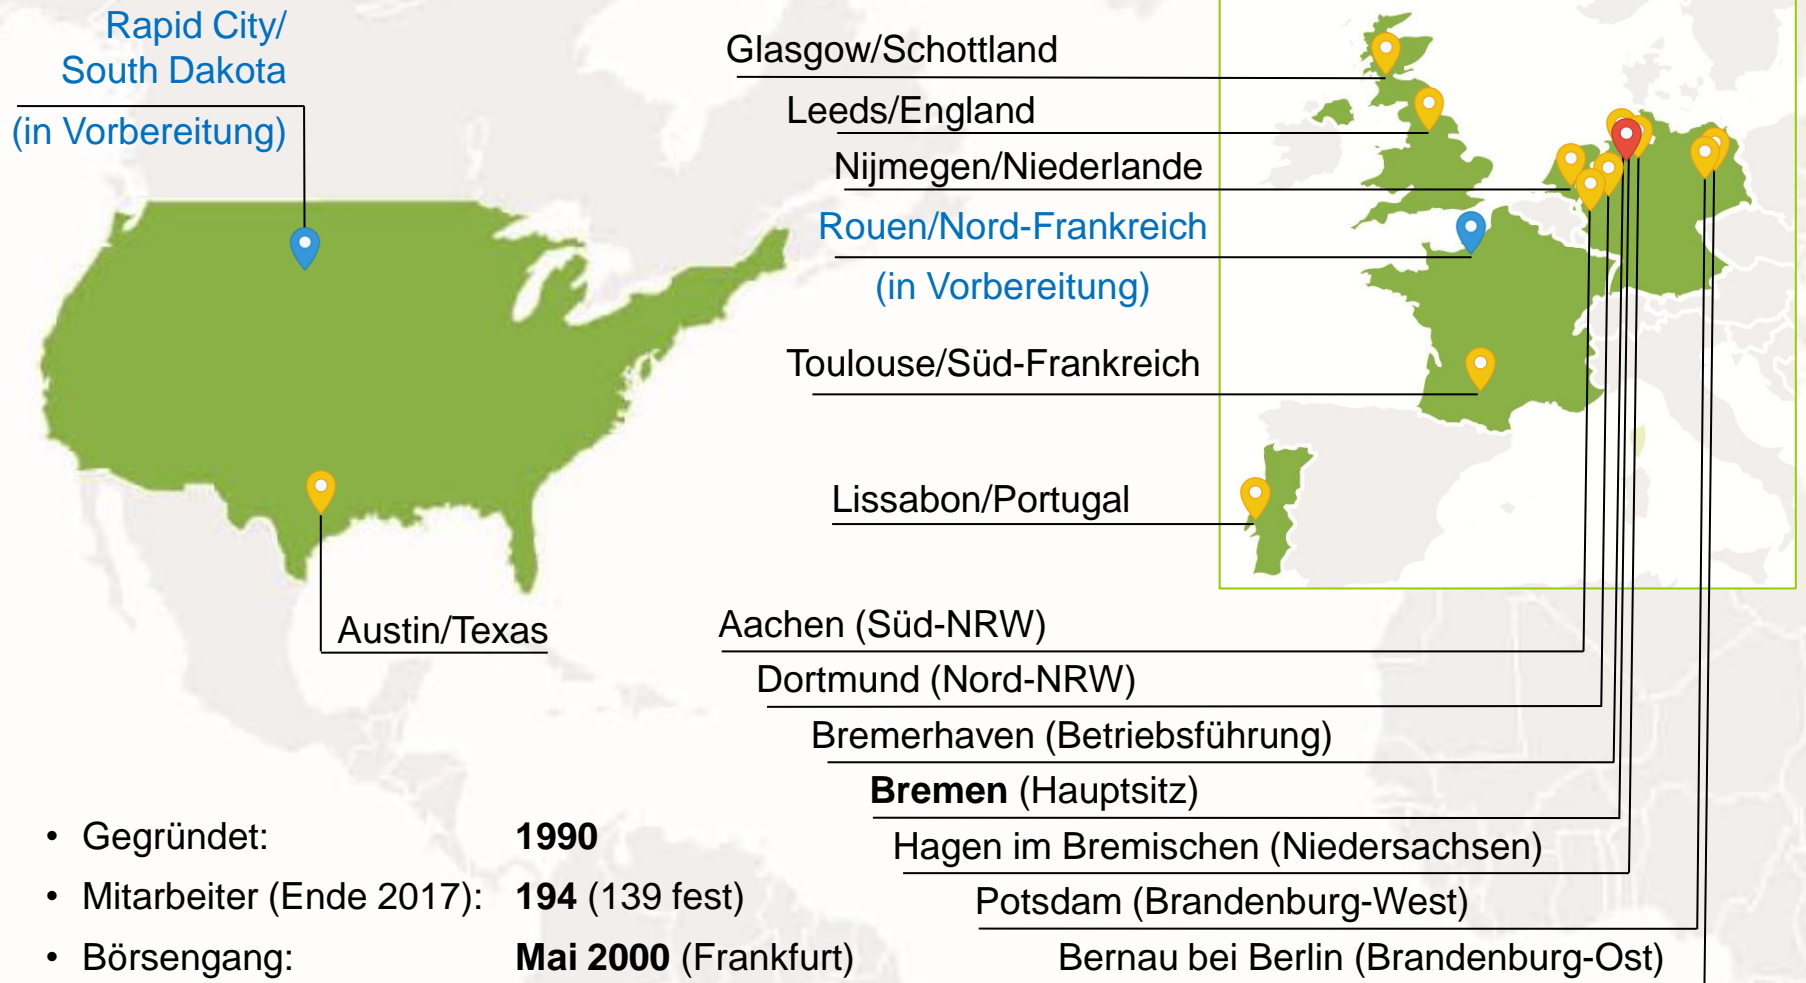 Rapid City/
South Dakota
(in Vorbereitung)
Austin/Texas
Glasgow/Schottland
Leeds/England
Nijmegen/Niederlande
Rouen/Nord-Frankreich
(in Vorbereitung)
Toulouse/Süd-Frankreich
Lissabon/Portugal
Aachen (Süd-NRW)
Dortmund (Nord-NRW)
Bremerhaven (Betriebsführung)
Bremen (Hauptsitz)
Hagen im Bremischen (Niedersachsen)
Potsdam (Brandenburg-West)
Bernau bei Berlin (Brandenburg-Ost)
• Gegründet: 1990
• Mitarbeiter (Ende 2017): 194 (139 fest)
• Börsengang: Mai 2000 (Frankfurt)